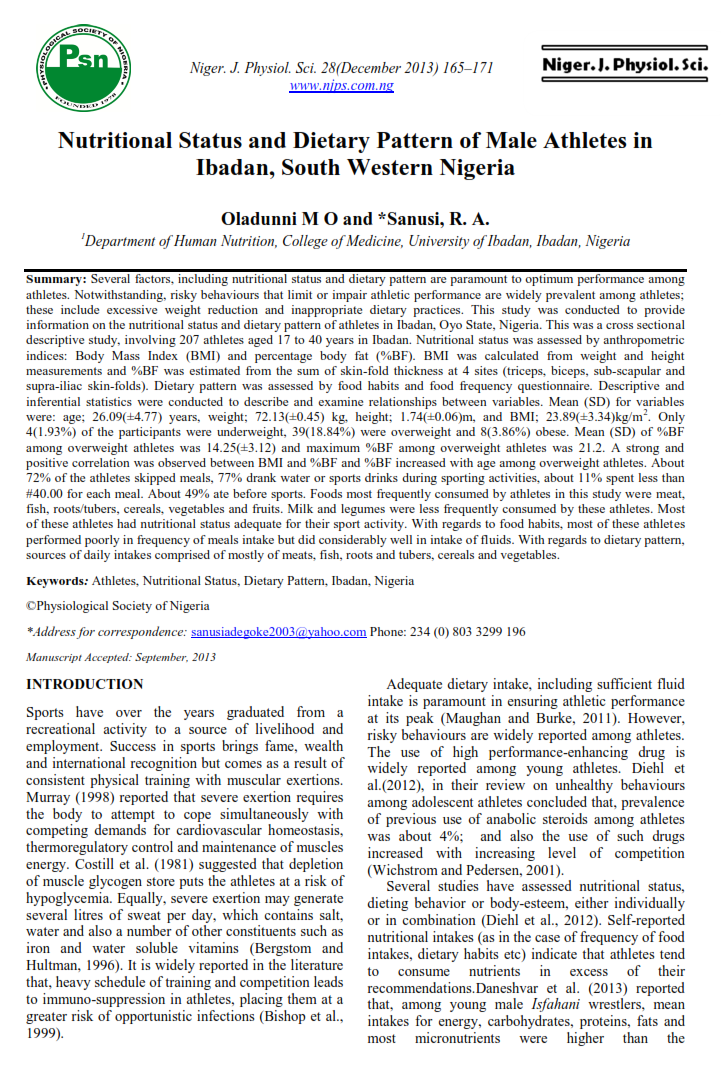 PHYSIOLOGICAL SOCIETY OF NIGERIA
Psn
FOUNDED 1978
Niger. J. Physiol. Sci. 28(December 2013) 165–171
www.njps.com.ng
Niger. J. Physiol. Sci.
Nutritional Status and Dietary Pattern of Male Athletes in
Ibadan, South Western Nigeria
Oladunni M O and *Sanusi, R. A.
1Department of Human Nutrition, College of Medicine, University of Ibadan, Ibadan, Nigeria
Summary: Several factors, including nutritional status and dietary pattern are paramount to optimum performance among
athletes. Notwithstanding, risky behaviours that limit or impair athletic performance are widely prevalent among athletes;
these include excessive weight reduction and inappropriate dietary practices. This study was conducted to provide
information on the nutritional status and dietary pattern of athletes in Ibadan, Oyo State, Nigeria. This was a cross sectional
descriptive study, involving 207 athletes aged 17 to 40 years in Ibadan. Nutritional status was assessed by anthropometric
indices: Body Mass Index (BMI) and percentage body fat (%BF). BMI was calculated from weight and height
measurements and %BF was estimated from the sum of skin-fold thickness at 4 sites (triceps, biceps, sub-scapular and
supra-iliac skin-folds). Dietary pattern was assessed by food habits and food frequency questionnaire. Descriptive and
inferential statistics were conducted to describe and examine relationships between variables. Mean (SD) for variables
were: age; 26.09(±4.77) years, weight; 72.13(±0.45) kg, height; 1.74(±0.06)m, and BMI; 23.89(±3.34)kg/m2. Only
4(1.93%) of the participants were underweight, 39(18.84%) were overweight and 8(3.86%) obese. Mean (SD) of %BF
among overweight athletes was 14.25(±3.12) and maximum %BF among overweight athletes was 21.2. A strong and
positive correlation was observed between BMI and %BF and %BF increased with age among overweight athletes. About
72% of the athletes skipped meals, 77% drank water or sports drinks during sporting activities, about 11% spent less than
#40.00 for each meal. About 49% ate before sports. Foods most frequently consumed by athletes in this study were meat,
fish, roots/tubers, cereals, vegetables and fruits. Milk and legumes were less frequently consumed by these athletes. Most
of these athletes had nutritional status adequate for their sport activity. With regards to food habits, most of these athletes
performed poorly in frequency of meals intake but did considerably well in intake of fluids. With regards to dietary pattern,
sources of daily intakes comprised of mostly of meats, fish, roots and tubers, cereals and vegetables.
Keywords: Athletes, Nutritional Status, Dietary Pattern, Ibadan, Nigeria
©Physiological Society of Nigeria
*Address for correspondence: sanusiadegoke2003@yahoo.com Phone: 234 (0) 803 3299 196
Manuscript Accepted: September, 2013
INTRODUCTION
Sports have over the years graduated from a
recreational activity to a source of livelihood and
employment. Success in sports brings fame, wealth
and international recognition but comes as a result of
consistent physical training with muscular exertions.
Murray (1998) reported that severe exertion requires
the body to attempt to cope simultaneously with
competing demands for cardiovascular homeostasis,
thermoregulatory control and maintenance of muscles
energy. Costill et al. (1981) suggested that depletion
of muscle glycogen store puts the athletes at a risk of
hypoglycemia. Equally, severe exertion may generate
several litres of sweat per day, which contains salt,
water and also a number of other constituents such as
iron and water soluble vitamins (Bergstom and
Hultman, 1996). It is widely reported in the literature
that, heavy schedule of training and competition leads
to immuno-suppression in athletes, placing them at a
greater risk of opportunistic infections (Bishop et al.,
1999).
Adequate dietary intake, including sufficient fluid
intake is paramount in ensuring athletic performance
at its peak (Maughan and Burke, 2011). However,
risky behaviours are widely reported among athletes.
The use of high performance-enhancing drug is
widely reported among young athletes. Diehl et
al.(2012), in their review on unhealthy behaviours
among adolescent athletes concluded that, prevalence
of previous use of anabolic steroids among athletes
was about 4%; and also the use of such drugs
increased with increasing level of competition
(Wichstrom and Pedersen, 2001).
Several studies have assessed nutritional status,
dieting behavior or body-esteem, either individually
or in combination (Diehl et al., 2012). Self-reported
nutritional intakes (as in the case of frequency of food
intakes, dietary habits etc) indicate that athletes tend
to consume nutrients in excess of their
recommendations.Daneshvar et al. (2013) reported
that, among young male Isfahani wrestlers, mean
intakes for energy, carbohydrates, proteins, fats and
most micronutrients were higher than the